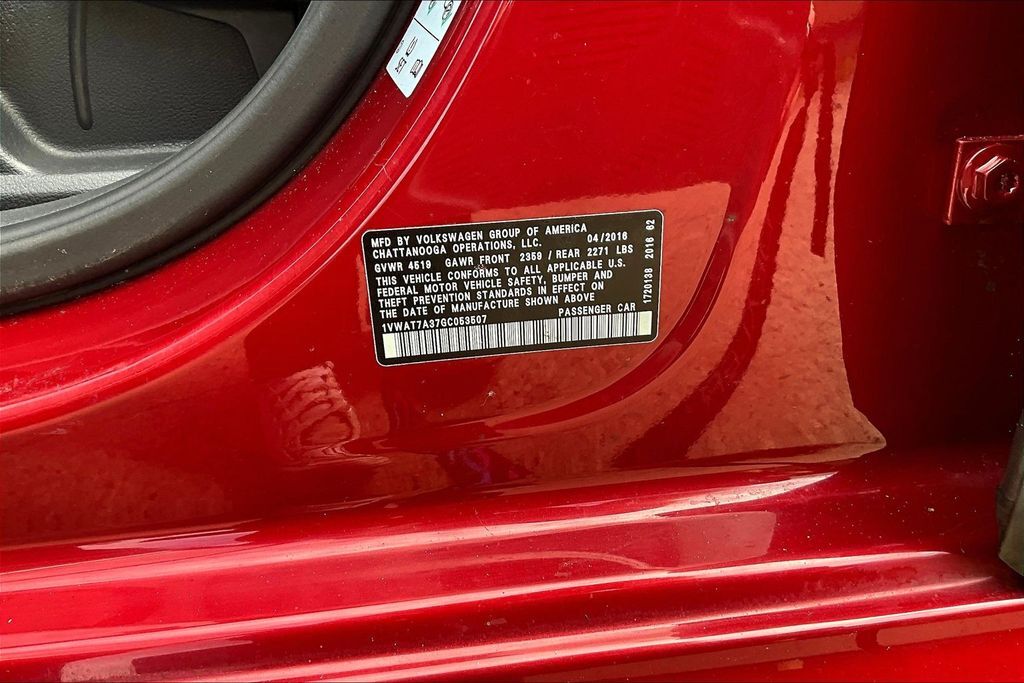 MFD BY VOLKSWAGEN GROUP OF AMERICA
CHATTANOOGA OPERATIONS, LLC. 04/2016
GVWR 4519 GAWR FRONT 2359 / REAR 2271 LBS
THIS VEHICLE CONFORMS TO ALL APPLICABLE U.S.
FEDERAL MOTOR VEHICLE SAFETY, BUMPER AND
THEFT PREVENTION STANDARDS IN EFFECT ON
THE DATE OF MANUFACTURE SHOWN ABOVE
1VWAT7A37GC053507 PASSENGER CAR
1720138 2016 62